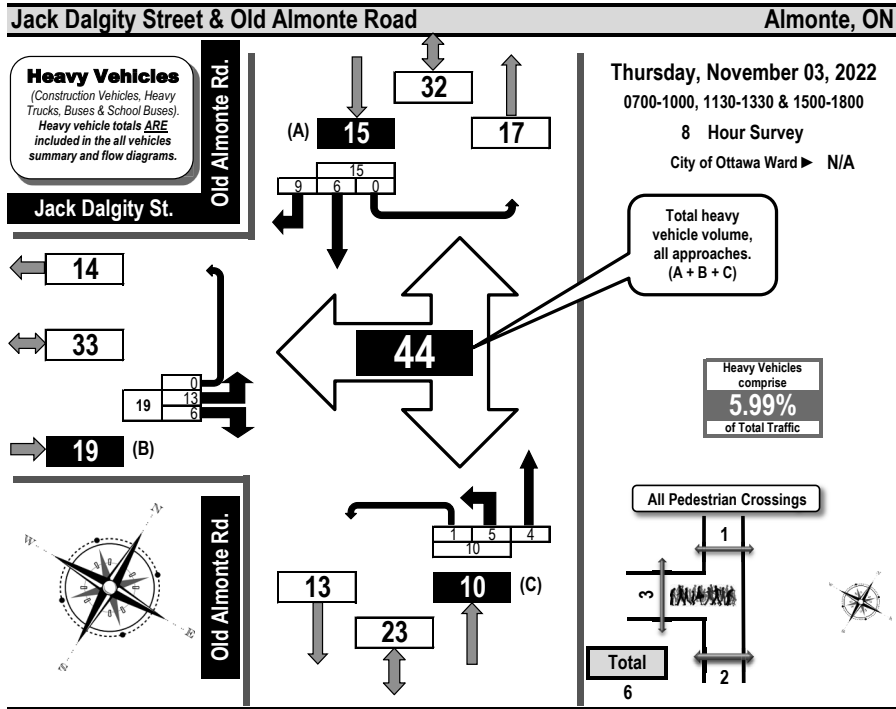 Jack Dalgity Street & Old Almonte Road
Almonte, ON
Heavy Vehicles
(Construction Vehicles, Heavy
Trucks, Buses & School Buses).
Heavy vehicle totals ARE
included in the all vehicles
summary and flow diagrams.
Old Almonte Rd.
Jack Dalgity St.
32
(A)
15
17
15
9 6 0
Thursday, November 03, 2022
0700-1000, 1130-1330 & 1500-1800
8 Hour Survey
City of Ottawa Ward ► N/A
Total heavy
vehicle volume,
all approaches.
(A + B + C)
14
33
44
0
19
13
6
19
(B)
Heavy Vehicles
comprise
5.99%
of Total Traffic
N
W
E
S
Old Almonte Rd.
1 5 4
10
13
10
(C)
23
All Pedestrian Crossings
1
3
2
Total
6